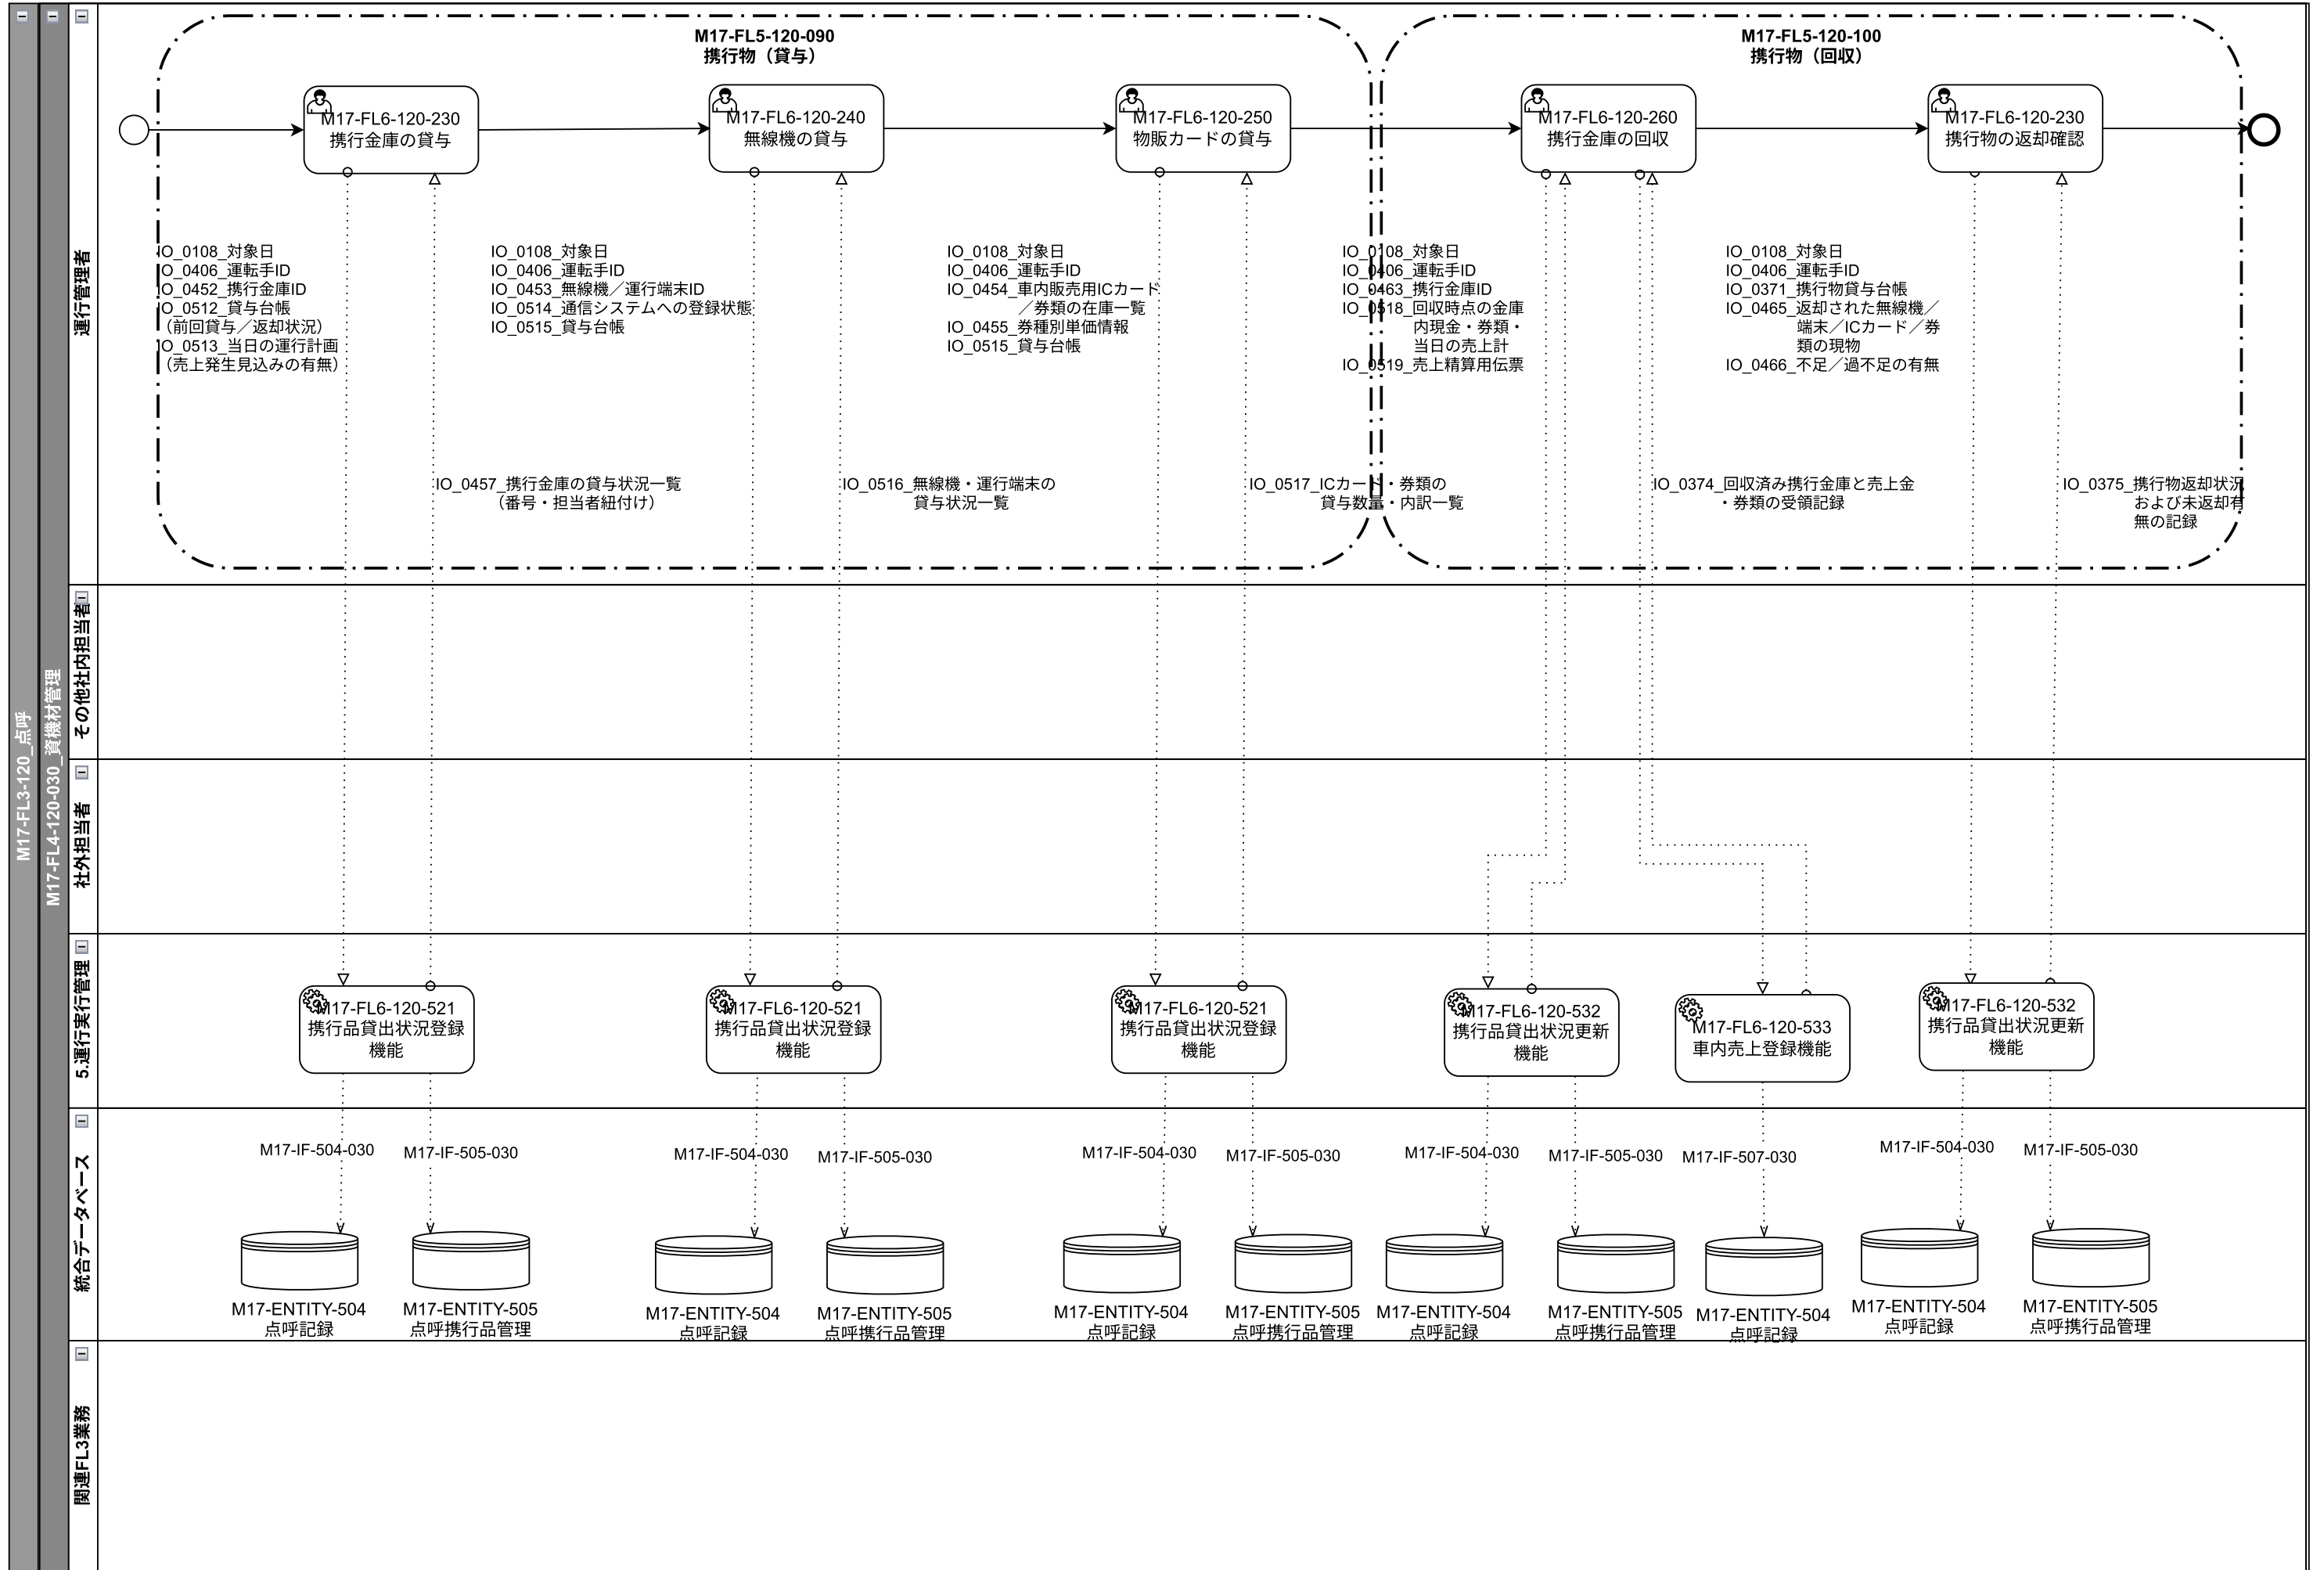 M17-FL3-120_点呼
M17-FL4-120-030_資機材管理
運行管理者
M17-FL5-120-090
携行物（貸与）
M17-FL5-120-100
携行物（回収）
M17-FL6-120-230
携行金庫の貸与
M17-FL6-120-240
無線機の貸与
M17-FL6-120-250
物販カードの貸与
M17-FL6-120-260
携行金庫の回収
M17-FL6-120-230
携行物の返却確認
IO_0108_対象日
IO_0406_運転手ID
IO_0452_携行金庫ID
IO_0512_貸与台帳
（前回貸与／返却状況）
IO_0513_当日の運行計画
（売上発生見込みの有無）
IO_0108_対象日
IO_0406_運転手ID
IO_0453_無線機／運行端末ID
IO_0514_通信システムへの登録状態
IO_0515_貸与台帳
IO_0108_対象日
IO_0406_運転手ID
IO_0454_車内販売用ICカード
／券類の在庫一覧
IO_0455_券種別単価情報
IO_0515_貸与台帳
IO_0108_対象日
IO_0406_運転手ID
IO_0463_携行金庫ID
IO_0518_回収時点の金庫
内現金・券類・
当日の売上計
IO_0519_売上精算用伝票
IO_0108_対象日
IO_0406_運転手ID
IO_0371_携行物貸与台帳
IO_0465_返却された無線機／
端末／ICカード／券
類の現物
IO_0466_不足／過不足の有無
IO_0457_携行金庫の貸与状況一覧
（番号・担当者紐付け）
IO_0516_無線機・運行端末の
貸与状況一覧
IO_0517_ICカード・券類の
貸与数量・内訳一覧
IO_0374_回収済み携行金庫と売上金
・券類の受領記録
IO_0375_携行物返却状況
および未返却有
無の記録
その他社内担当者
社外担当者
5.運行実行管理
M17-FL6-120-521
携行品貸出状況登録
機能
M17-FL6-120-521
携行品貸出状況登録
機能
M17-FL6-120-521
携行品貸出状況登録
機能
M17-FL6-120-532
携行品貸出状況更新
機能
M17-FL6-120-533
車内売上登録機能
M17-FL6-120-532
携行品貸出状況更新
機能
統合データベース
M17-IF-504-030
M17-IF-505-030
M17-IF-504-030
M17-IF-505-030
M17-IF-504-030
M17-IF-505-030
M17-IF-504-030
M17-IF-505-030
M17-IF-507-030
M17-IF-504-030
M17-IF-505-030
M17-ENTITY-504
点呼記録
M17-ENTITY-505
点呼携行品管理
M17-ENTITY-504
点呼記録
M17-ENTITY-505
点呼携行品管理
M17-ENTITY-504
点呼記録
M17-ENTITY-505
点呼携行品管理
M17-ENTITY-504
点呼記録
M17-ENTITY-505
点呼携行品管理
M17-ENTITY-504
点呼記録
M17-ENTITY-504
点呼記録
M17-ENTITY-505
点呼携行品管理
関連FL3業務